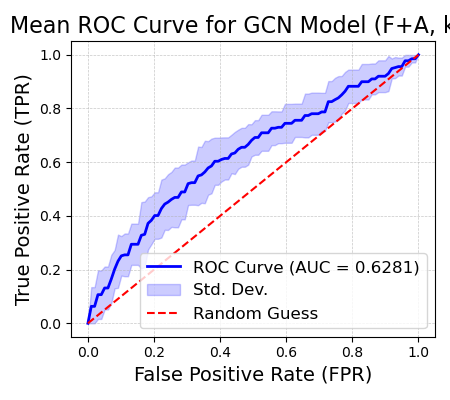 Mean ROC Curve for GCN Model (F+A, k
True Positive Rate (TPR)
1.0
0.8
0.6
0.4
0.2
0.0
ROC Curve (AUC = 0.6281)
Std. Dev.
Random Guess
0.0 0.2 0.4 0.6 0.8 1.0
False Positive Rate (FPR)